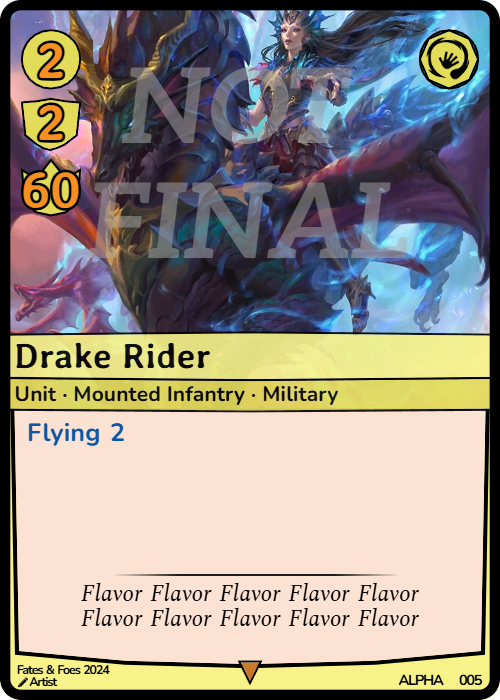 2
2
60
NOT
FINAL
Drake Rider
Unit · Mounted Infantry · Military
Flying 2
Flavor Flavor Flavor Flavor Flavor
Flavor Flavor Flavor Flavor Flavor
Fates & Foes 2024
Artist
ALPHA 005